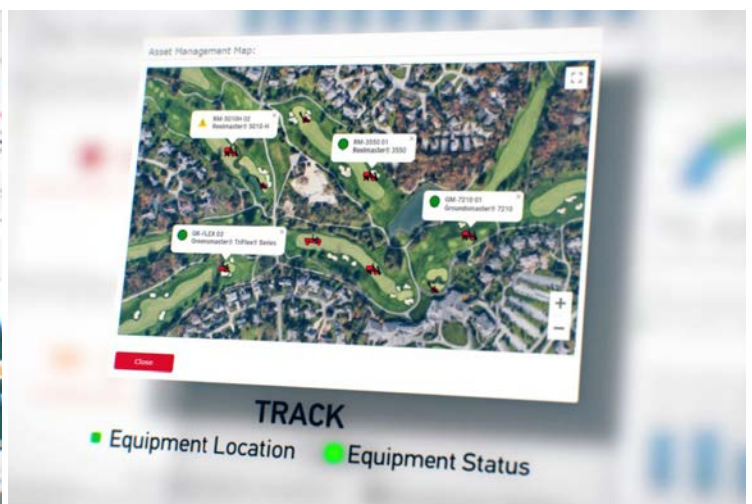 Asset Management Map:
RM-5010H 02
Reelmaster® 5010-H
RM-3550 01
Reelmaster® 3550
GM-7210 01
Groundsmaster® 7210
GR-FLEX 03
Greensmaster® TriFlex® Series
+
−
Close
TRACK
Equipment Location
Equipment Status